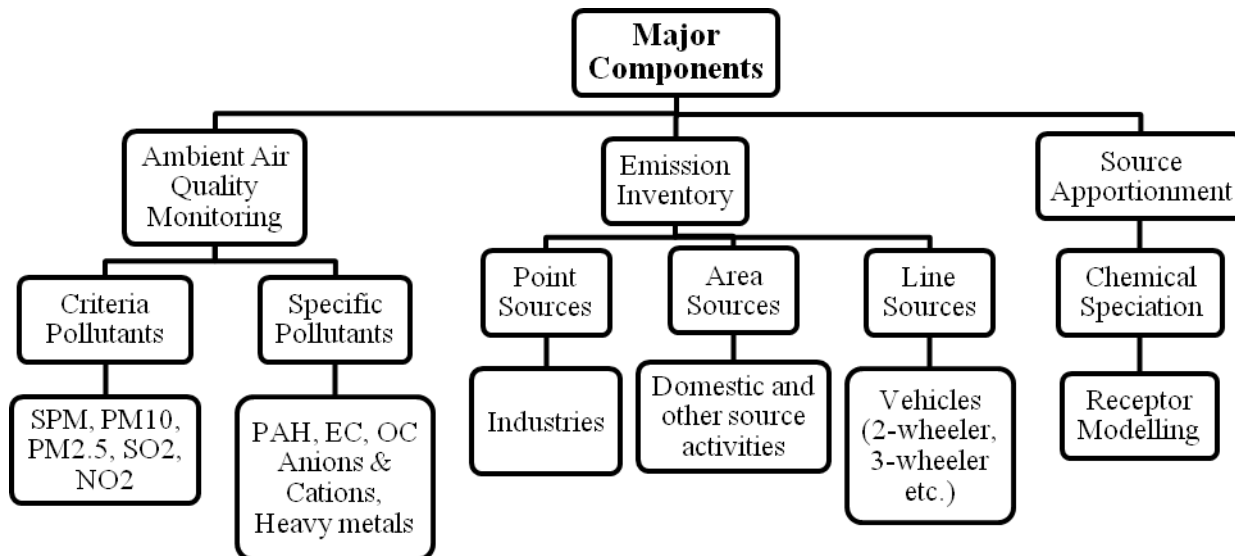 Major
Components
Ambient Air
Quality
Monitoring
Emission
Inventory
Source
Apportionment
Criteria
Pollutants
Specific
Pollutants
Point
Sources
Area
Sources
Line
Sources
Chemical
Speciation
SPM, PM10,
PM2.5, SO2,
NO2
PAH, EC, OC
Anions &
Cations,
Heavy metals
Industries
Domestic and
other source
activities
Vehicles
(2-wheeler,
3-wheeler
etc.)
Receptor
Modelling